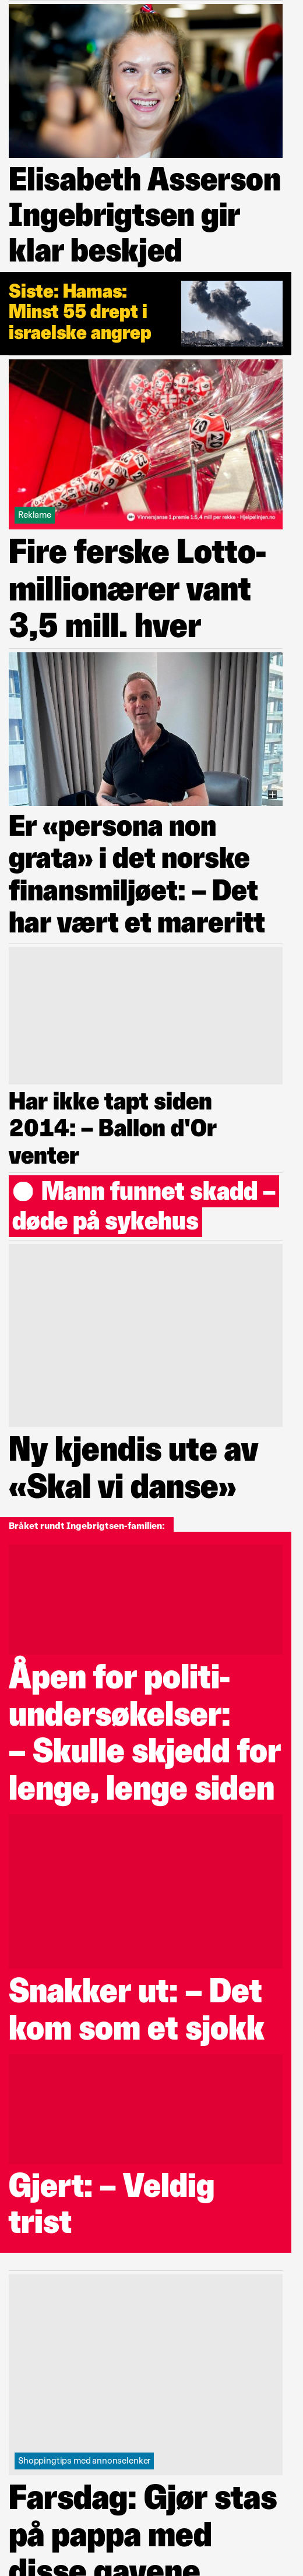 Elisabeth Asserson
Ingebrigtsen gir
klar beskjed
Siste: Hamas:
Minst 55 drept i
israelske angrep
Reklame
Vinnersjanse 1.premie 1:5,4 mill per rekke · Hjelpelinjen.no
Fire ferske Lotto-
millionærer vant
3,5 mill. hver
Er «persona non
grata» i det norske
finansmiljøet: – Det
har vært et mareritt
Har ikke tapt siden
2014: – Ballon d'Or
venter
Mann funnet skadd –
døde på sykehus
Ny kjendis ute av
«Skal vi danse»
Bråket rundt Ingebrigtsen-familien:
Åpen for politi-
undersøkelser:
– Skulle skjedd for
lenge, lenge siden
Snakker ut: – Det
kom som et sjokk
Gjert: – Veldig
trist
Shoppingtips med annonselenker
Farsdag: Gjør stas
på pappa med
disse gavene